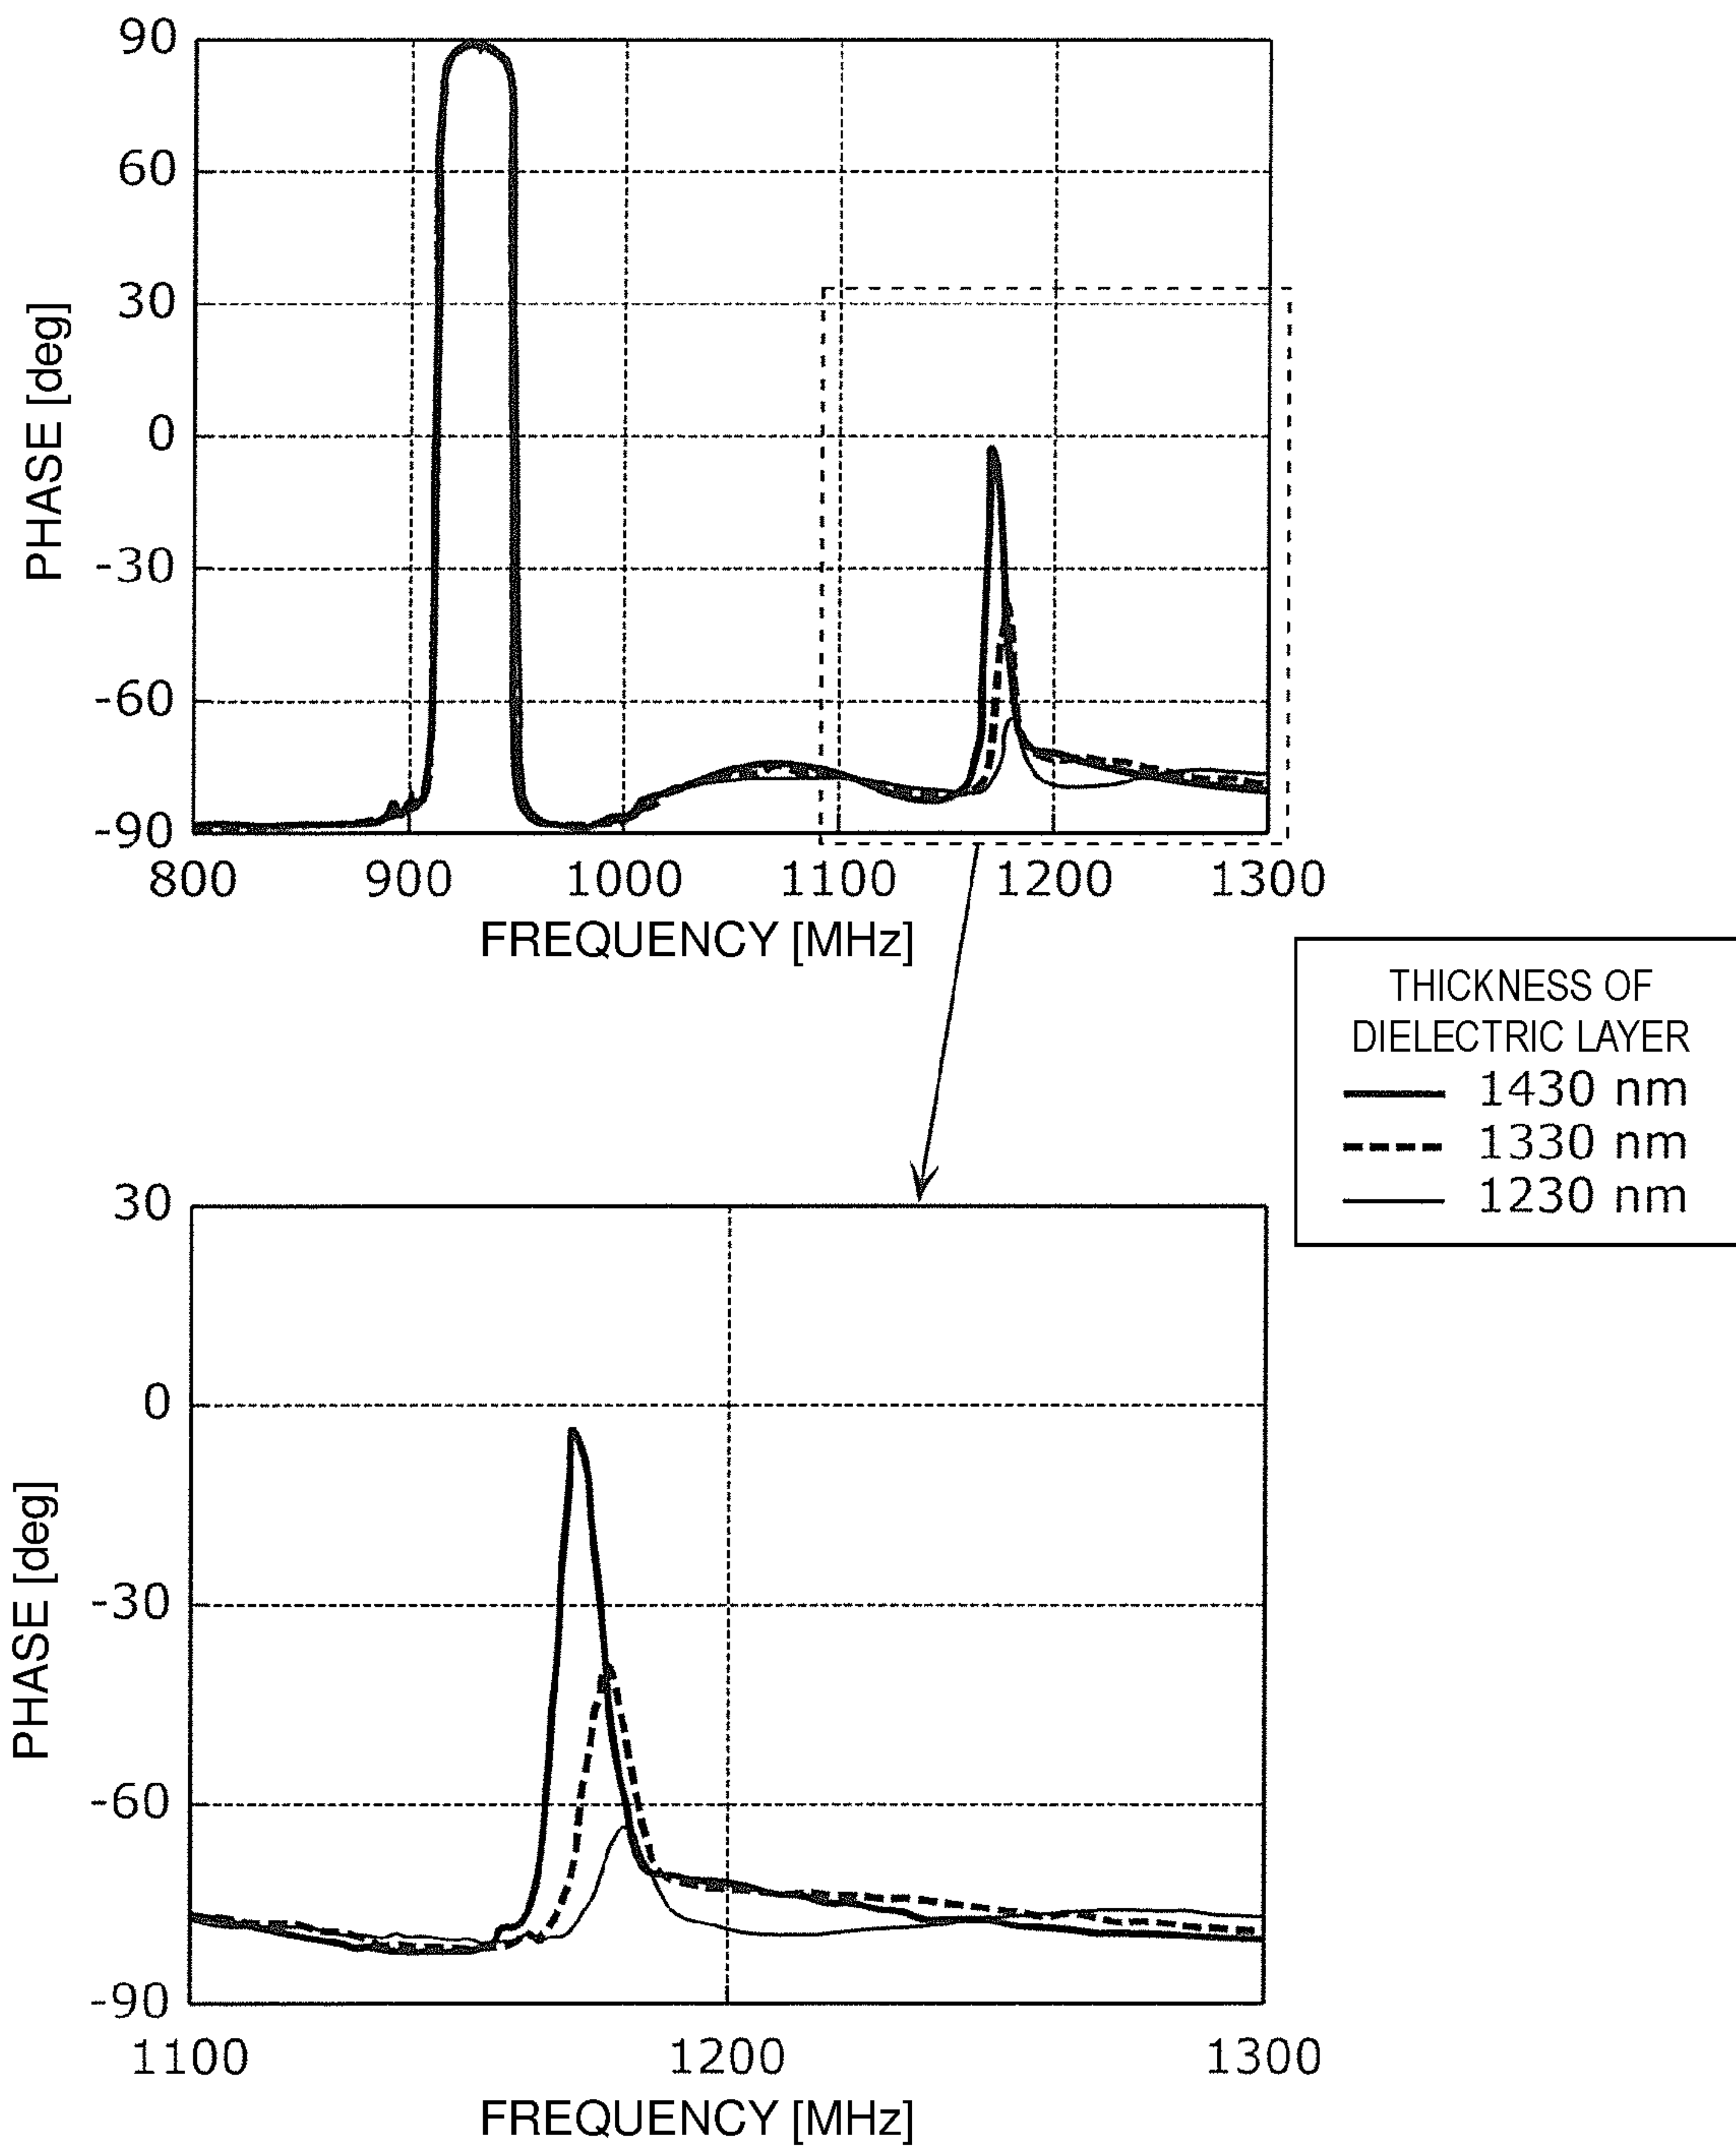 90
60
30
0
-30
-60
-90
PHASE [deg]
800 900 1000 1100 1200 1300
FREQUENCY [MHz]
THICKNESS OF
DIELECTRIC LAYER
1430 nm
1330 nm
1230 nm
30
0
-30
-60
-90
PHASE [deg]
1100 1200 1300
FREQUENCY [MHz]